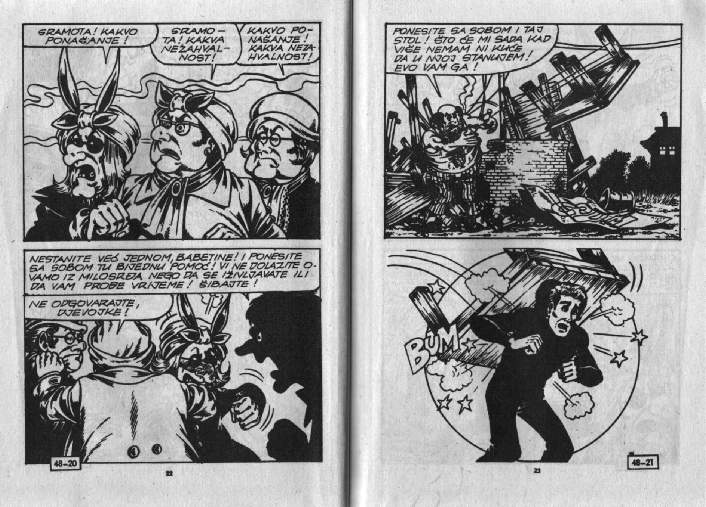 SRAMOTA! KAKVO
PONAŠANJE!
SRAMO-
TA! KAKVA
NEZAHVAL-
NOST!
KAKVO PO-
NAŠANJE!
KAKVA NEZA-
HVALNOST!
NESTANITE VEĆ JEDNOM, BABETINE! I PONESITE
SA SOBOM TU BIJEDNU POMOĆ! VI NE DOLAZITE O-
VAMO IZ MILOSRĐA NEGO DA SE IŽIVLJAVATE ILI
DA VAM PROĐE VRIJEME! ŠIBAJTE!
NE ODGOVARAJTE,
DJEVOJKE!
48-20
22
PONESITE SA SOBOM I TAJ
STOL! ŠTO ĆE MI SADA KAD
VIŠE NEMAM NI KUĆE
DA U NJOJ STANUJEM!
EVO VAM GA!
BUM
48-21
23